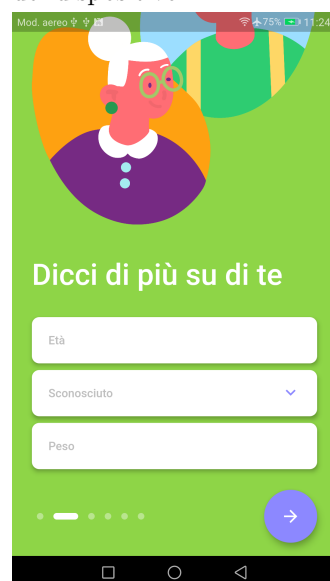 Mod. aereo 75% 11:24
Dicci di più su di te
Età
Sconosciuto
Peso